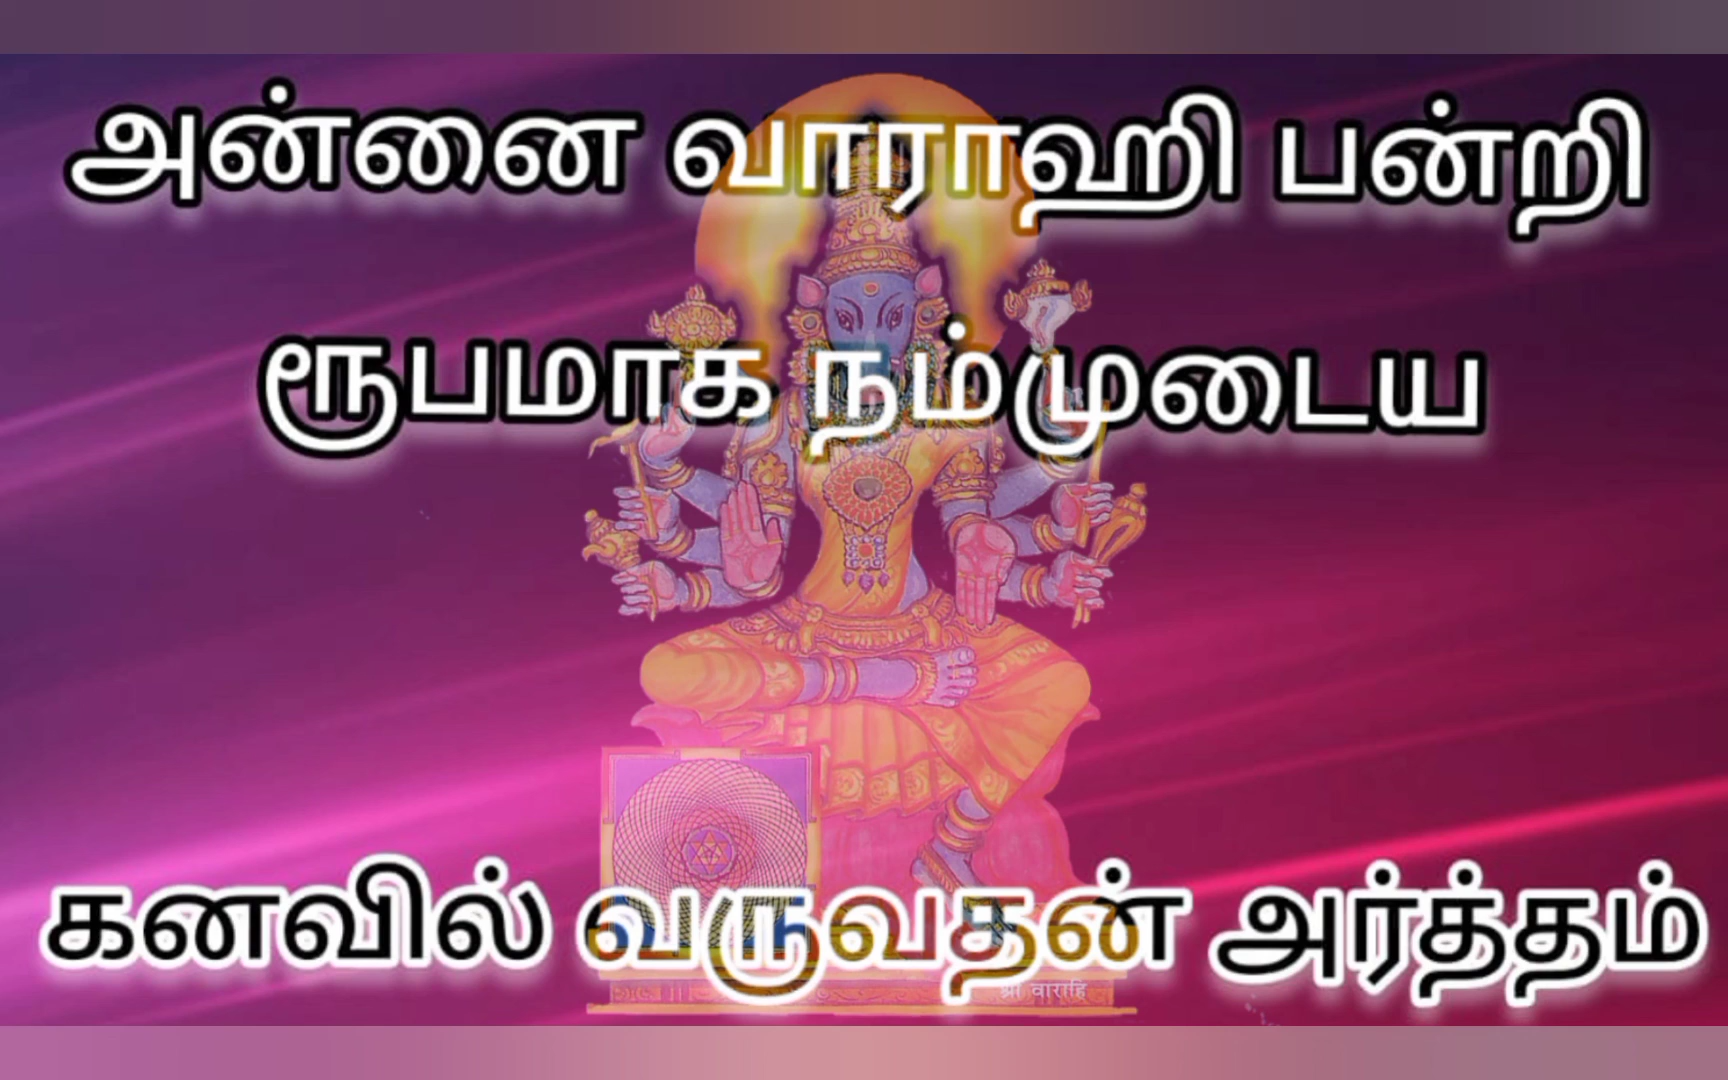 அன்னை வாராஹி பன்றி
ரூபமாக நம்முடைய
கனவில் வருவதன் அர்த்தம்
श्री वाराहि